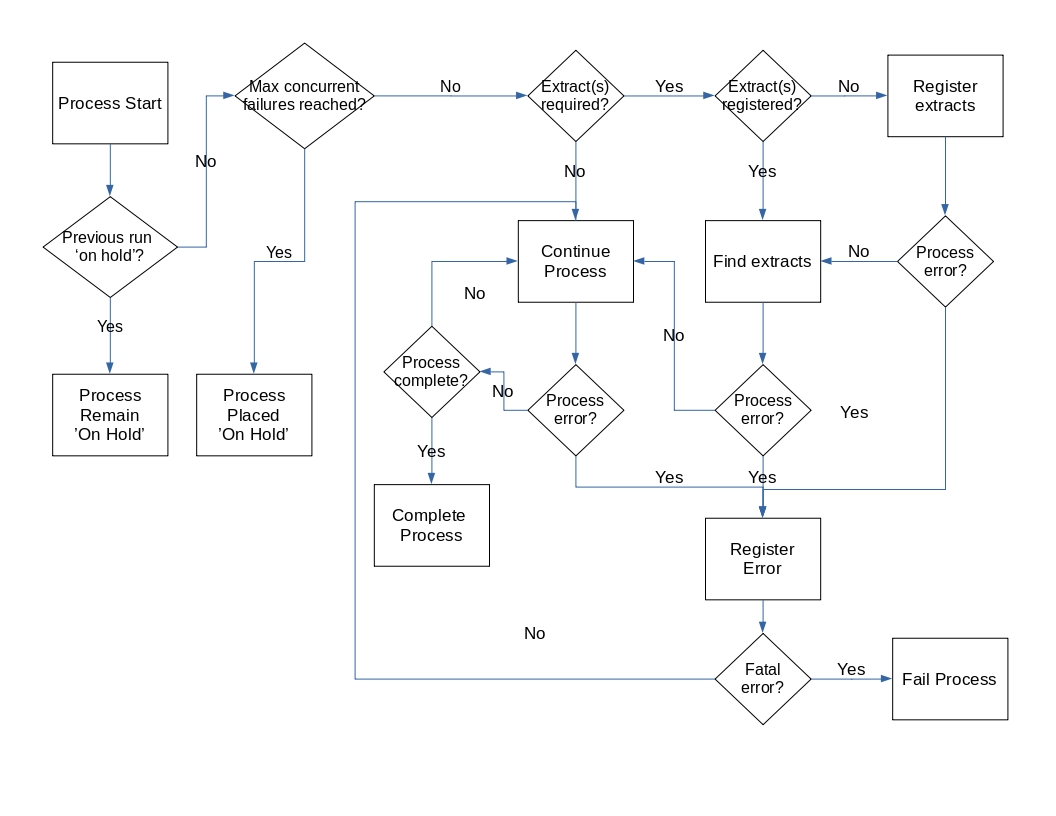 Process Start
Max concurrent
failures reached?
No
Extract(s)
required?
Yes
Extract(s)
registered?
No
Register
extracts
No
No
Yes
Previous run
‘on hold’?
Yes
Continue
Process
Find extracts
No
Process
error?
No
No
Yes
Process
complete?
No
Process
error?
Process
error?
Yes
Process
Remain
’On Hold’
Process
Placed
’On Hold’
Yes
Yes
Yes
Complete
Process
Register
Error
No
Fatal
error?
Yes
Fail Process